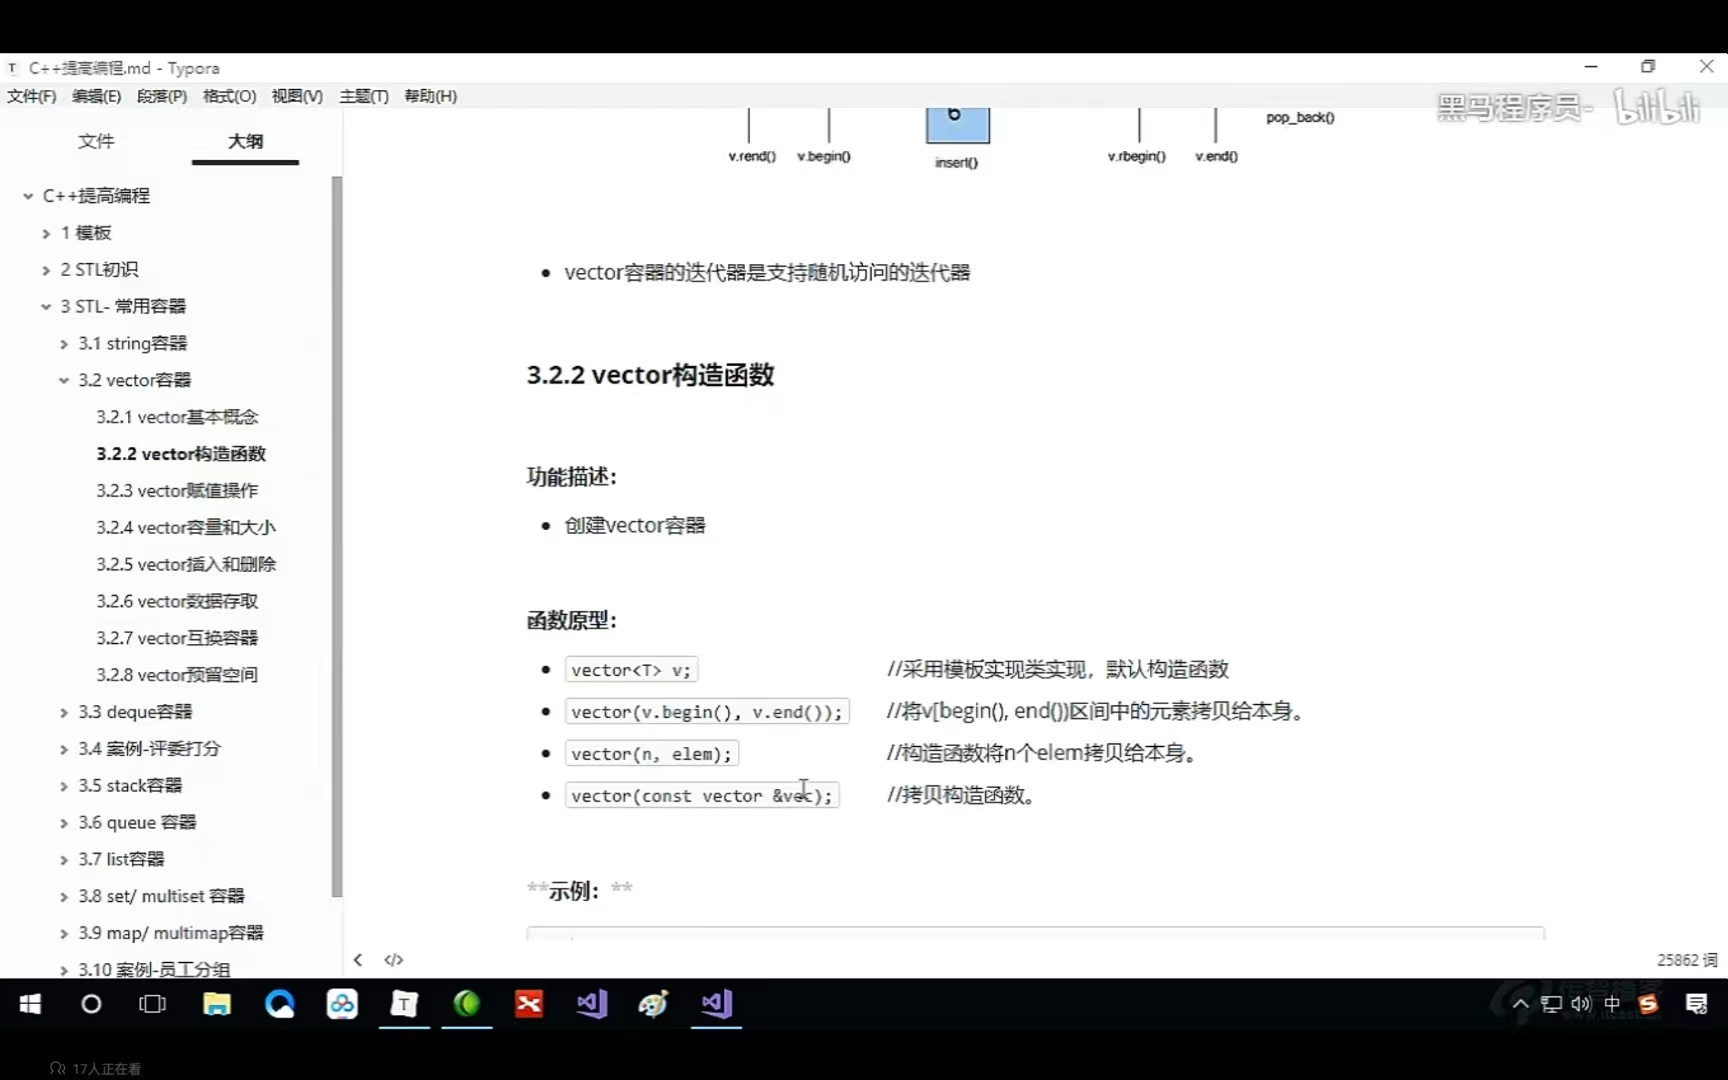 C++提高编程.md - Typora
文件(F) 编辑(E) 段落(P) 格式(O) 视图(V) 主题(T) 帮助(H)
黑马程序员- bilibili
文件 大纲
C++提高编程
1 模板
2 STL初识
3 STL- 常用容器
3.1 string容器
3.2 vector容器
3.2.1 vector基本概念
3.2.2 vector构造函数
3.2.3 vector赋值操作
3.2.4 vector容量和大小
3.2.5 vector插入和删除
3.2.6 vector数据存取
3.2.7 vector互换容器
3.2.8 vector预留空间
3.3 deque容器
3.4 案例-评委打分
3.5 stack容器
3.6 queue 容器
3.7 list容器
3.8 set/ multiset 容器
3.9 map/ multimap容器
3.10 案例-员工分组
pop_back()
v.rend() v.begin() insert() v.rbegin() v.end()
vector容器的迭代器是支持随机访问的迭代器
3.2.2 vector构造函数
功能描述：
创建vector容器
函数原型：
vector<T> v; //采用模板实现类实现，默认构造函数
vector(v.begin(), v.end()); //将v[begin(), end())区间中的元素拷贝给本身。
vector(n, elem); //构造函数将n个elem拷贝给本身。
vector(const vector &vec); //拷贝构造函数。
**示例：**
25862 词
中
17人正在看